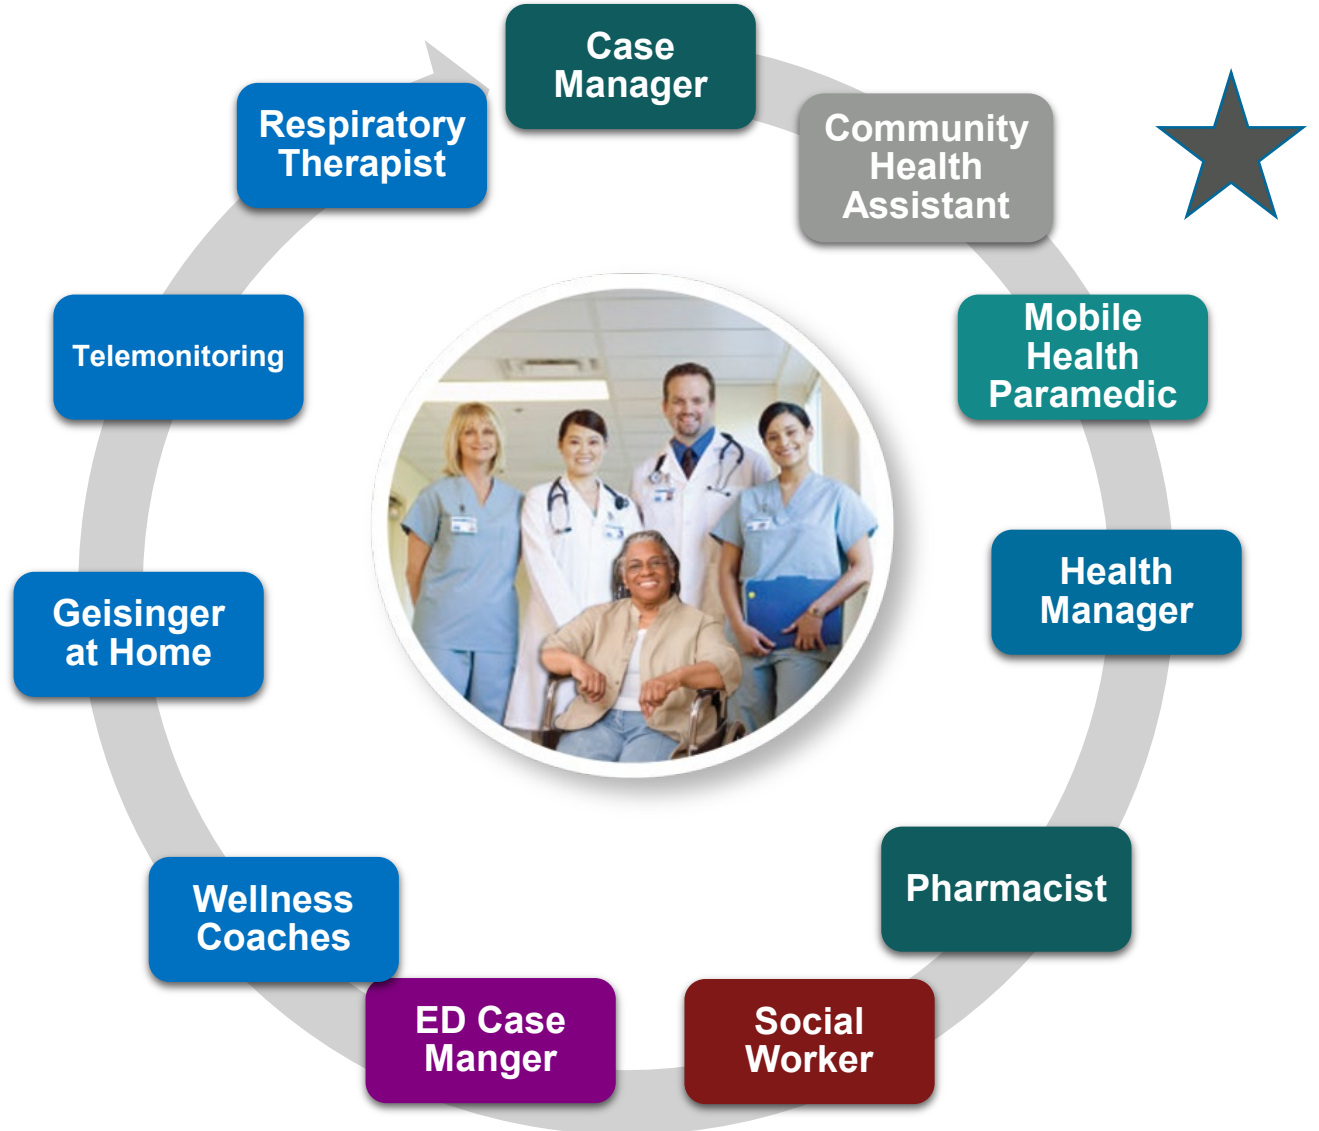 Case
Manager
Community
Health
Assistant
Mobile
Health
Paramedic
Health
Manager
Pharmacist
Social
Worker
ED Case
Manger
Wellness
Coaches
Geisinger
at Home
Telemonitoring
Respiratory
Therapist